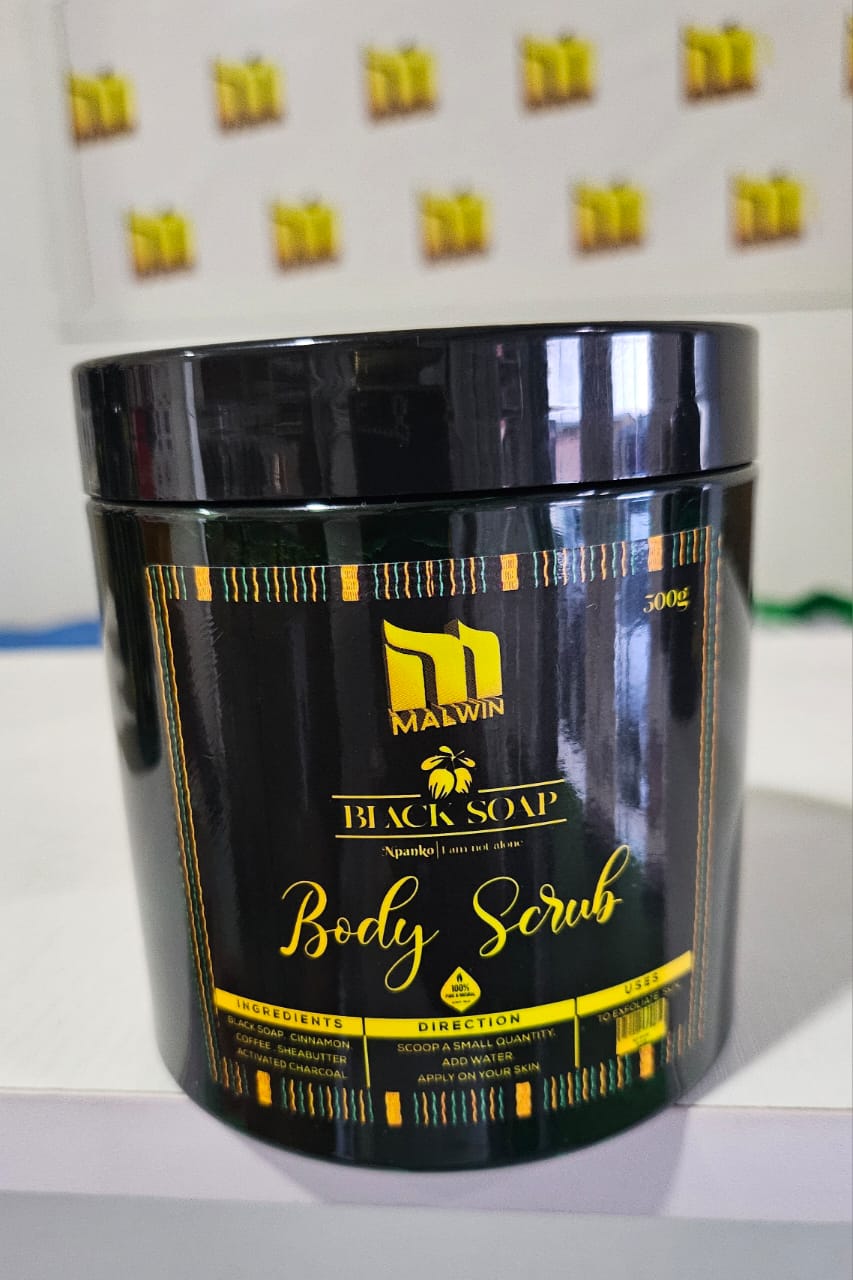 500g
MALWIN
BLACK SOAP
Npanko | I am not alone
Body Scrub
100%
INGREDIENTS
BLACK SOAP, CINNAMON
COFFEE, SHEABUTTER
ACTIVATED CHARCOAL
DIRECTION
SCOOP A SMALL QUANTITY,
ADD WATER
APPLY ON YOUR SKIN
USES
TO EXFOLIATE SKIN